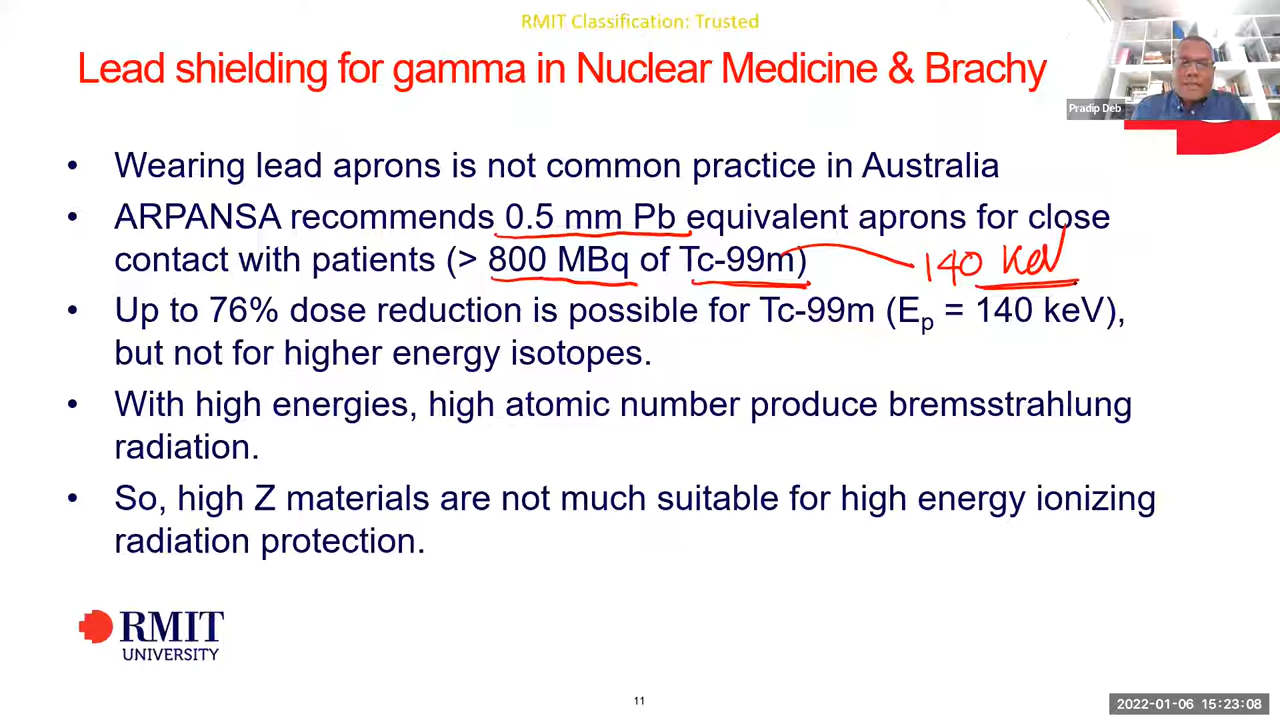 RMIT Classification: Trusted
Lead shielding for gamma in Nuclear Medicine & Brachy
Pradip Deb
• Wearing lead aprons is not common practice in Australia
• ARPANSA recommends 0.5 mm Pb equivalent aprons for close
contact with patients (> 800 MBq of Tc-99m)
140 KeV
• Up to 76% dose reduction is possible for Tc-99m (Ep = 140 keV),
but not for higher energy isotopes.
• With high energies, high atomic number produce bremsstrahlung
radiation.
• So, high Z materials are not much suitable for high energy ionizing
radiation protection.
RMIT
UNIVERSITY
11
2022-01-06 15:23:08